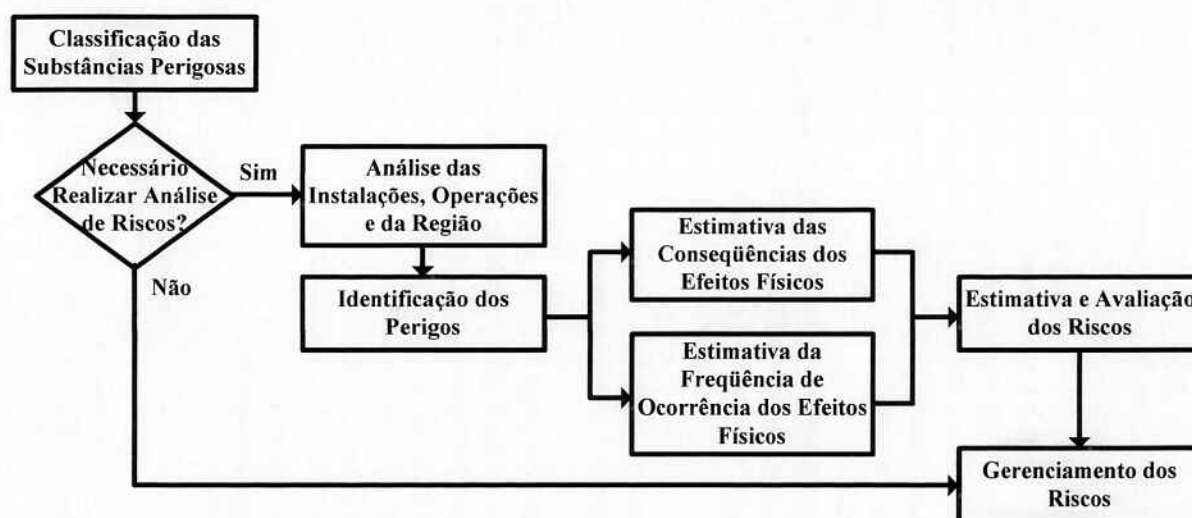 Classificação das
Substâncias Perigosas
Necessário
Realizar Análise
de Riscos?
Sim
Não
Análise das
Instalações, Operações
e da Região
Identificação dos
Perigos
Estimativa das
Conseqüências dos
Efeitos Físicos
Estimativa da
Freqüência de
Ocorrência dos Efeitos
Físicos
Estimativa e Avaliação
dos Riscos
Gerenciamento dos
Riscos